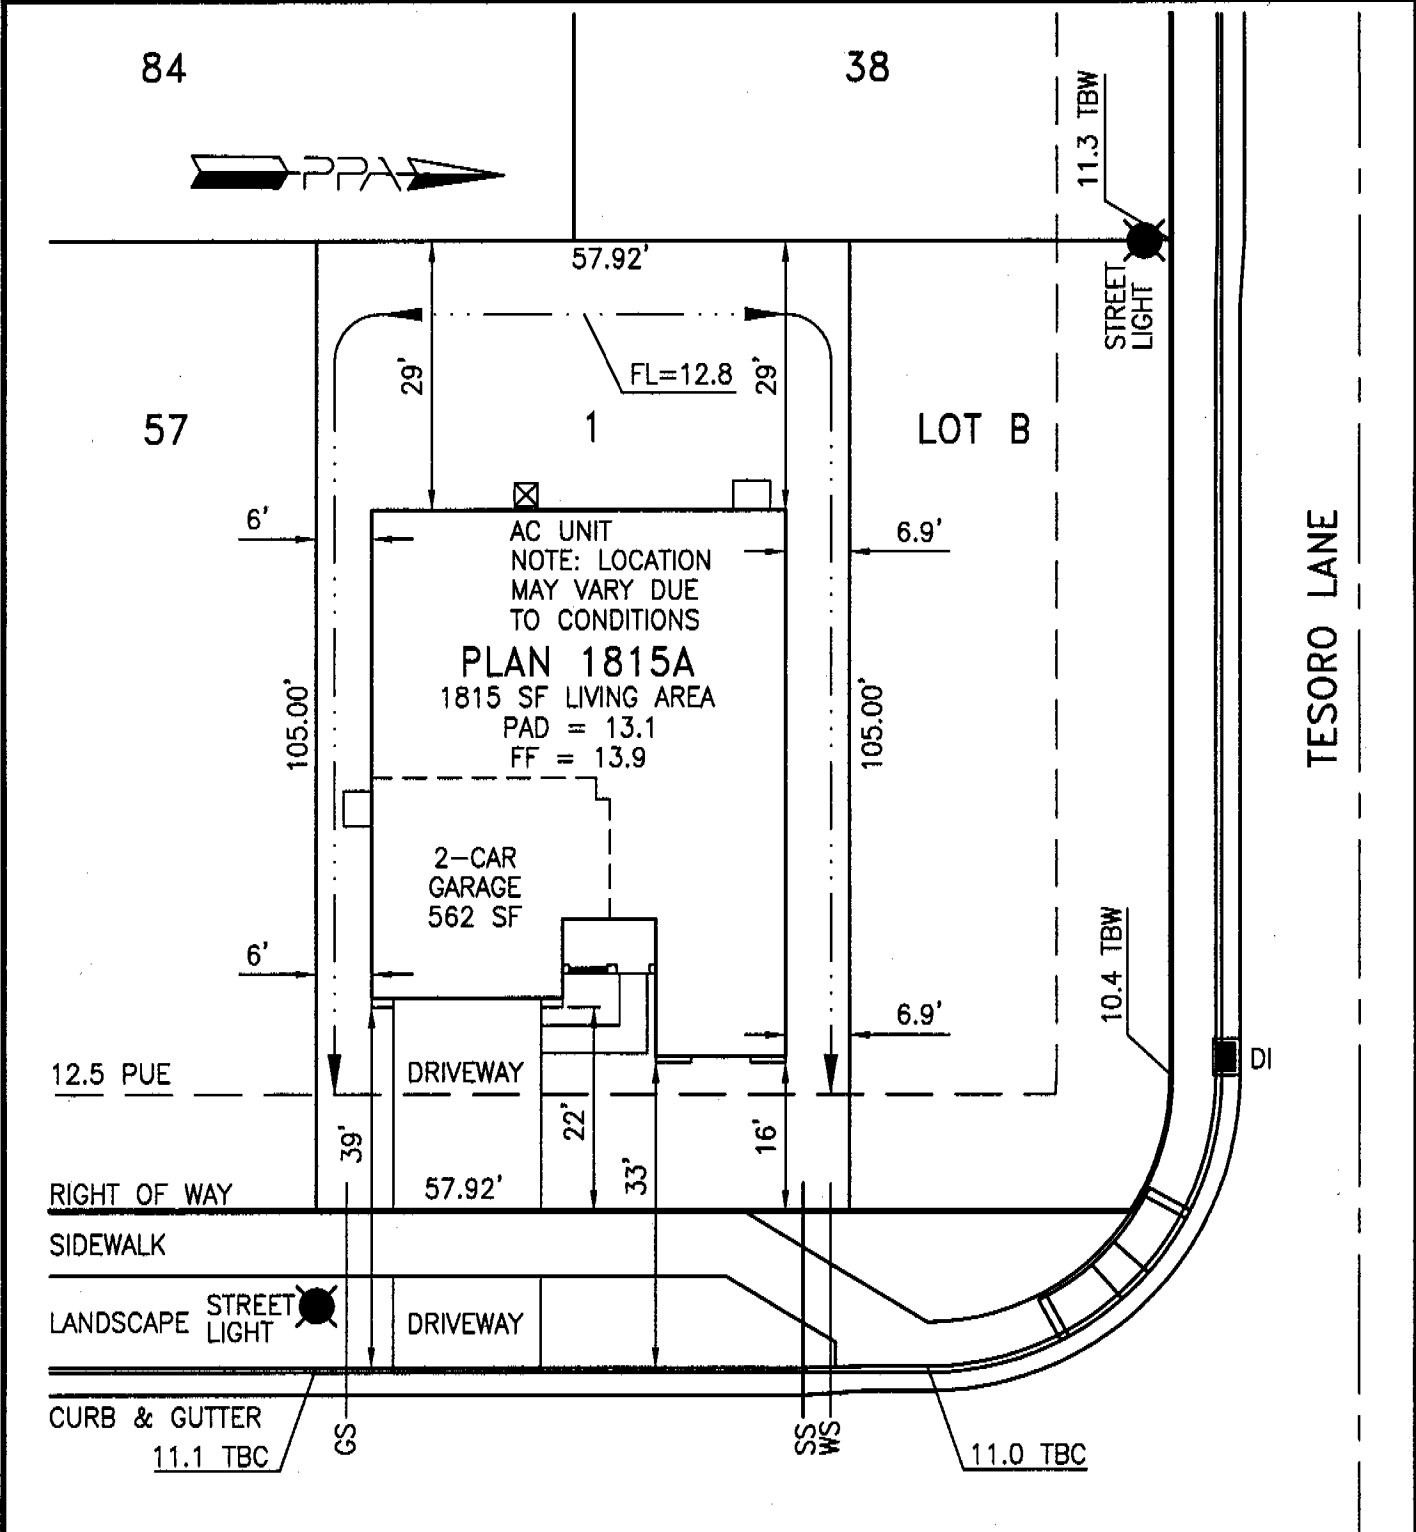 84
38
11.3 TBW
PPA
57.92'
STREET
LIGHT
29'
FL=12.8
29'
57
1
LOT B
6'
AC UNIT
NOTE: LOCATION
MAY VARY DUE
TO CONDITIONS
6.9'
TESORO LANE
PLAN 1815A
1815 SF LIVING AREA
PAD = 13.1
FF = 13.9
105.00'
105.00'
2-CAR
GARAGE
562 SF
6'
10.4 TBW
6.9'
12.5 PUE
DRIVEWAY
DI
39'
22'
33'
16'
RIGHT OF WAY
57.92'
SIDEWALK
LANDSCAPE
STREET
LIGHT
DRIVEWAY
CURB & GUTTER
11.1 TBC
GS
SS
WS
11.0 TBC